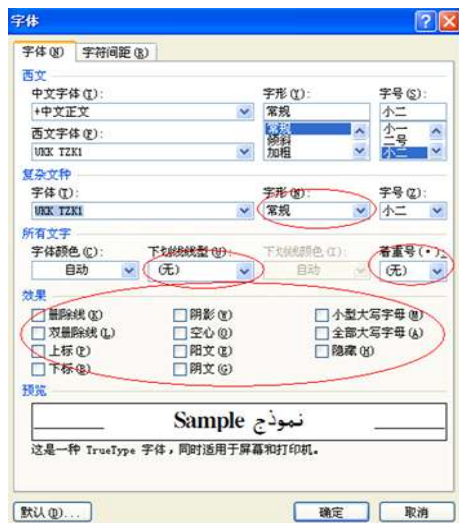 字体
字体(N) 字符间距(R)
西文
中文字体(T): 字形(Y): 字号(S):
+中文正文 常规 小二
西文字体(F): 常规 小一
倾斜 二号
UKK TZK1 加粗 小二
复杂文种
字体(I): 字形(M): 字号(Z):
UKK TZK1 常规 小二
所有文字
字体颜色(C): 下划线线型(U): 下划线颜色(I): 着重号(·):
自动 (无) 自动 (无)
效果
删除线(K) 阴影(W) 小型大写字母(M)
双删除线(L) 空心(O) 全部大写字母(A)
上标(P) 阳文(E) 隐藏(H)
下标(B) 阴文(G)
预览
Sample نموذج
这是一种 TrueType 字体，同时适用于屏幕和打印机。
默认(D)... 确定 取消